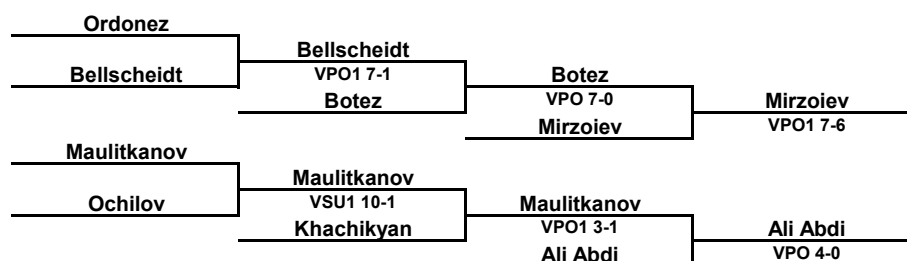 Ordonez
Bellscheidt
Bellscheidt
VPO1 7-1
Botez
Botez
VPO 7-0
Mirzoiev
Mirzoiev
VPO1 7-6
Maulitkanov
Ochilov
Maulitkanov
VSU1 10-1
Khachikyan
Maulitkanov
VPO1 3-1
Ali Abdi
Ali Abdi
VPO 4-0